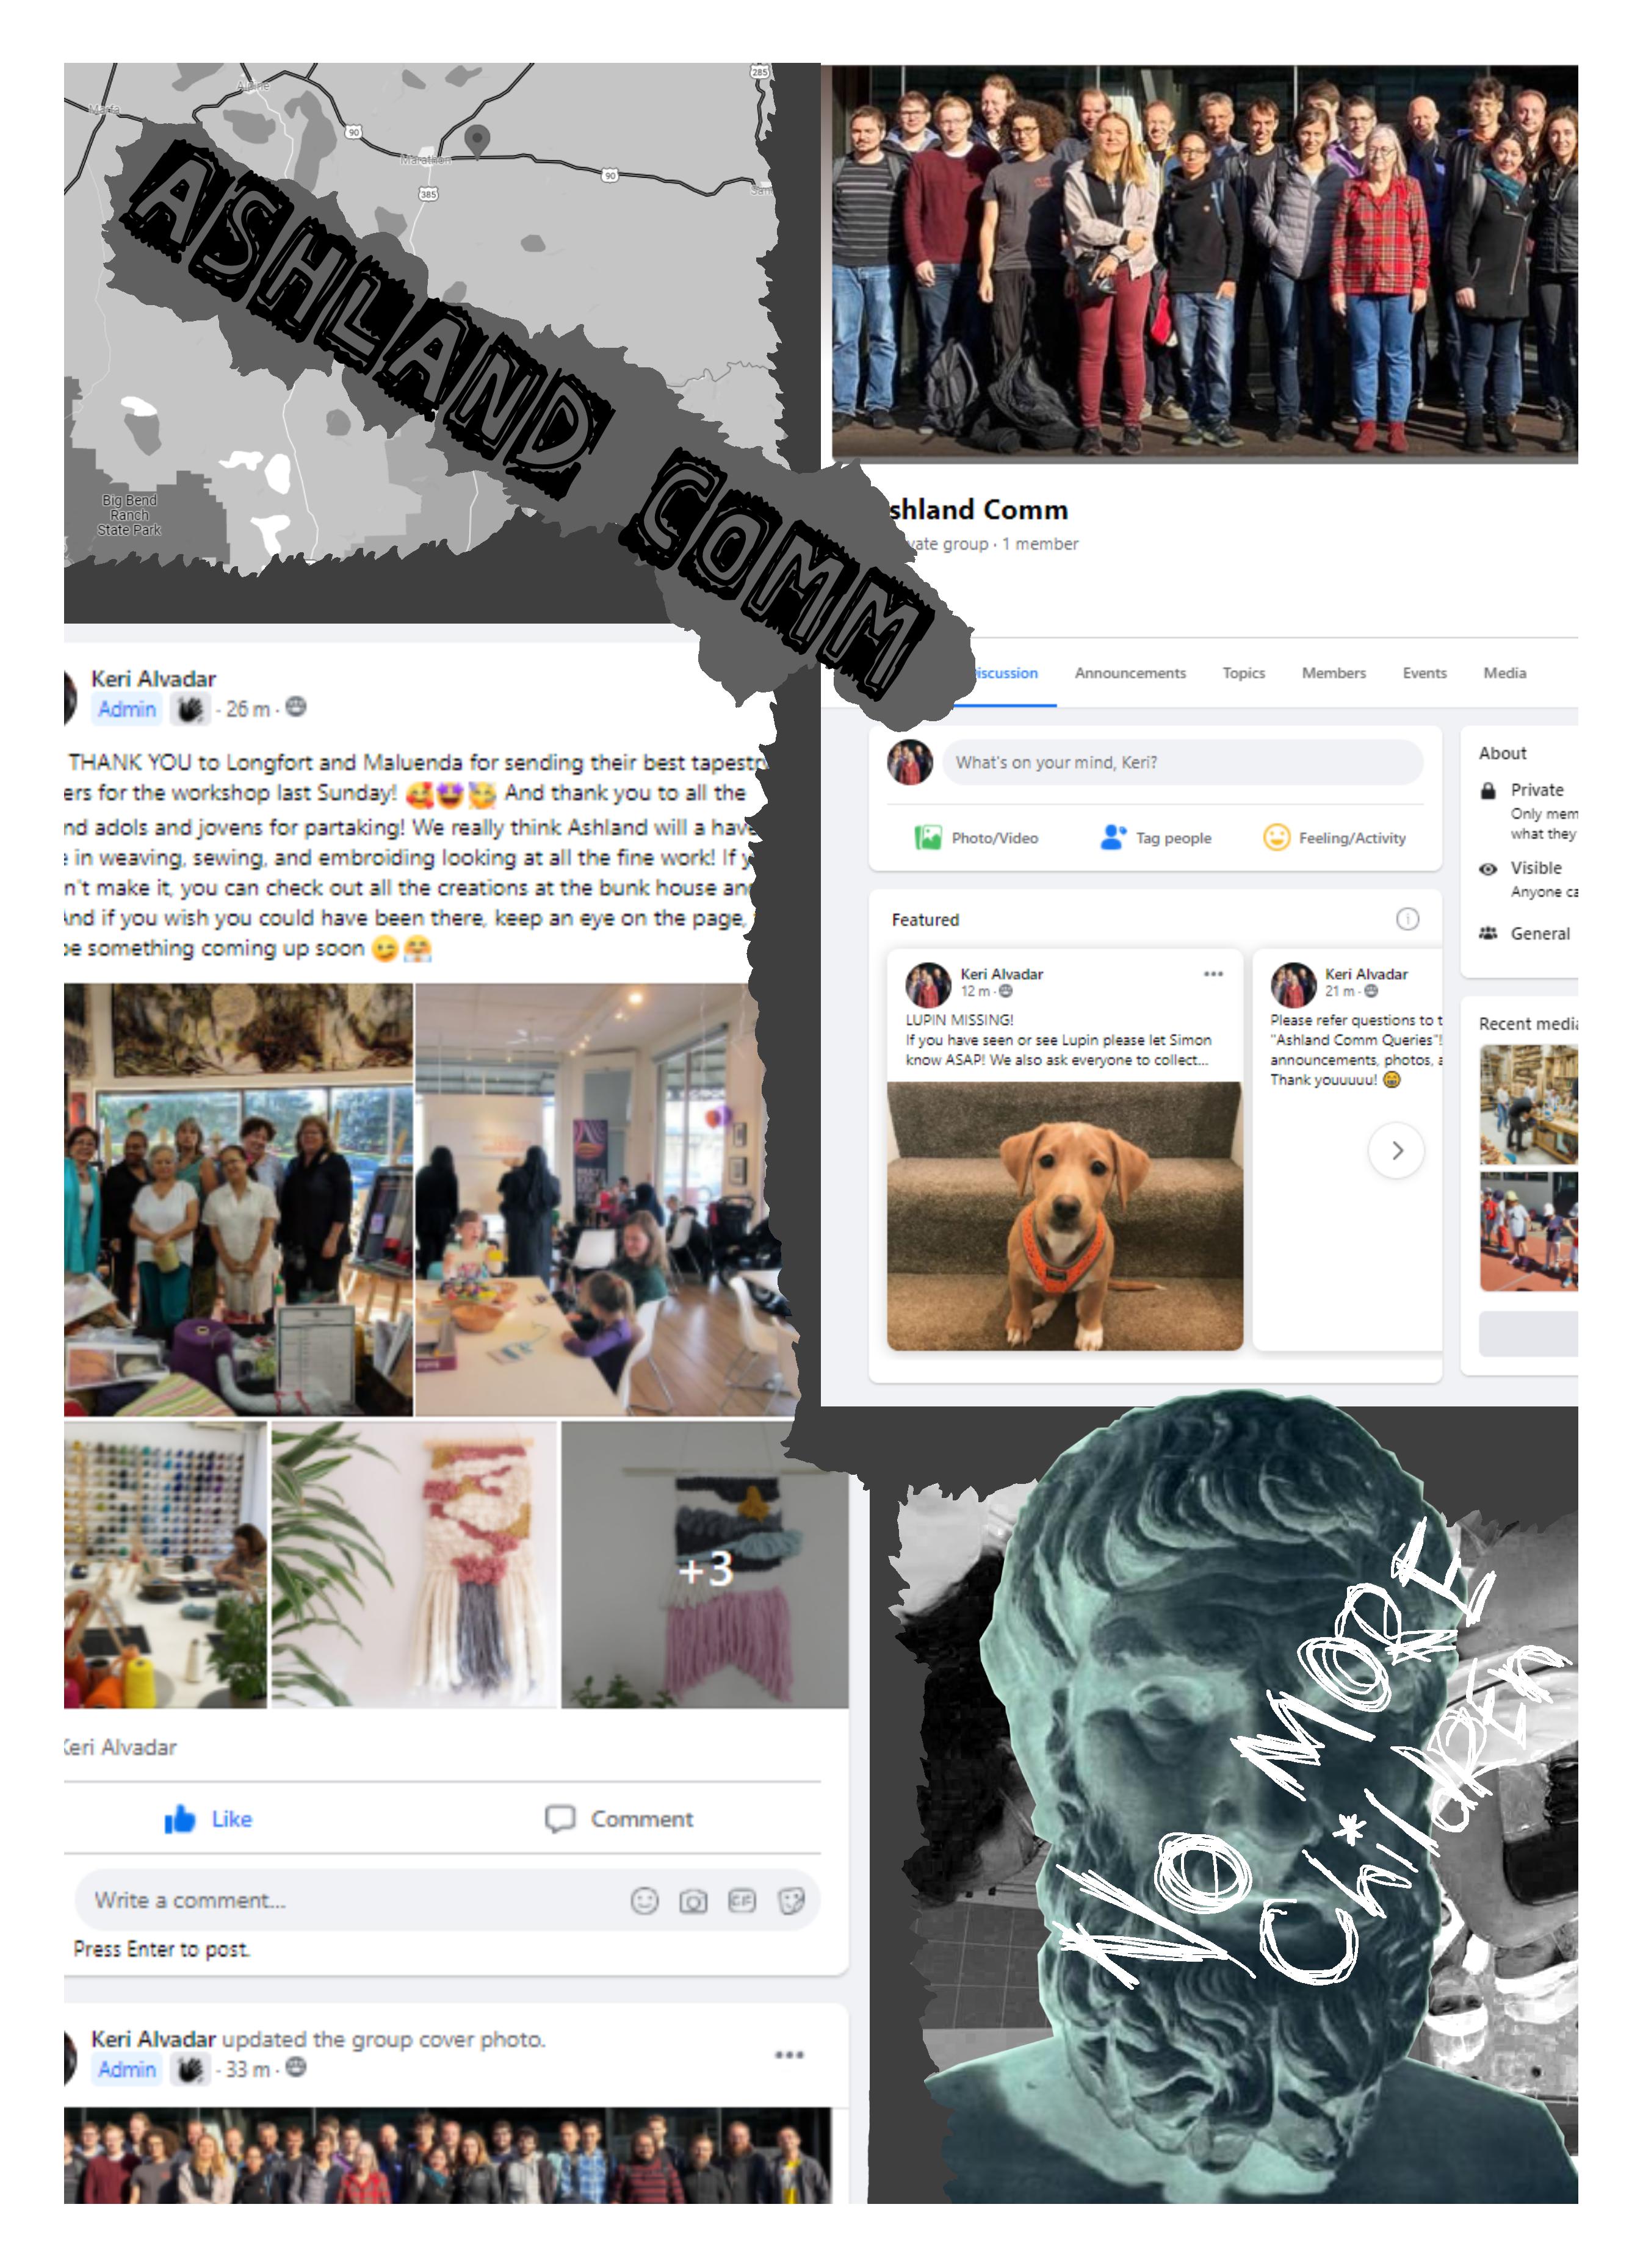 285
Alpine
Marfa
90
Marathon
90
385
ASHLAND COMM
Big Bend
Ranch
State Park
shland Comm
vate group · 1 member
iscussion Announcements Topics Members Events Media
What's on your mind, Keri?
Photo/Video Tag people Feeling/Activity
Featured
Keri Alvadar
12 m ·
LUPIN MISSING!
If you have seen or see Lupin please let Simon
know ASAP! We also ask everyone to collect...
Keri Alvadar
21 m ·
Please refer questions to t
"Ashland Comm Queries"!
announcements, photos, a
Thank youuuuu! 😁
About
Private
Only mem
what they
Visible
Anyone ca
General
Recent media
Keri Alvadar
Admin · 26 m ·
THANK YOU to Longfort and Maluenda for sending their best tapestr
ers for the workshop last Sunday! 🥰🤩🥳 And thank you to all the
nd adols and jovens for partaking! We really think Ashland will a have
e in weaving, sewing, and embroiding looking at all the fine work! If y
n't make it, you can check out all the creations at the bunk house and
And if you wish you could have been there, keep an eye on the page,
be something coming up soon 😏🤗
+3
Keri Alvadar
Like Comment
Write a comment...
GIF
Press Enter to post.
Keri Alvadar updated the group cover photo.
Admin · 33 m ·
NO MORE
ChildREn